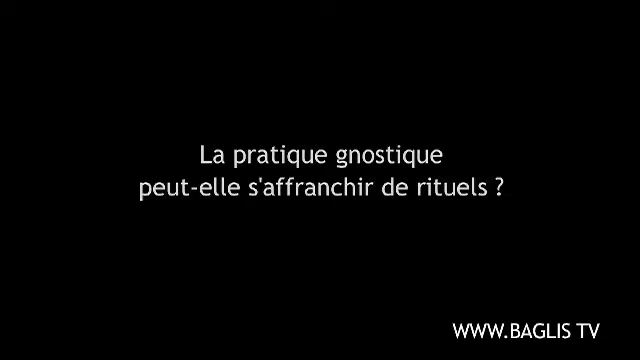 La pratique gnostique
peut-elle s'affranchir de rituels ?
WWW.BAGLIS TV